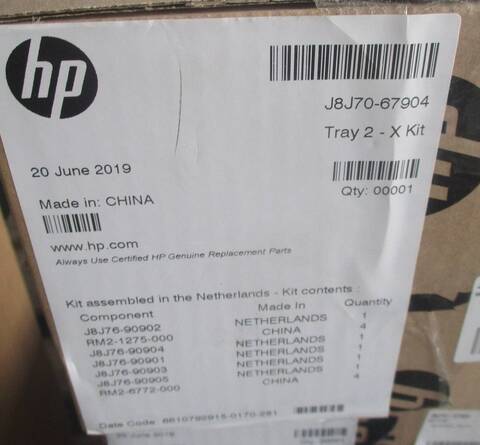 hp
J8J70-67904
Tray 2 - X Kit
20 June 2019
Qty: 00001
Made in: CHINA
www.hp.com
Always Use Certified HP Genuine Replacement Parts
Kit assembled in the Netherlands - Kit contents :
Component Made In Quantity
J8J76-90902 NETHERLANDS 1
RM2-1275-000 CHINA 4
J8J76-90904 NETHERLANDS 1
J8J76-90901 NETHERLANDS 1
J8J76-90903 NETHERLANDS 1
J8J76-90905 NETHERLANDS 1
RM2-6772-000 CHINA 4
Date Code:
20 June 2019